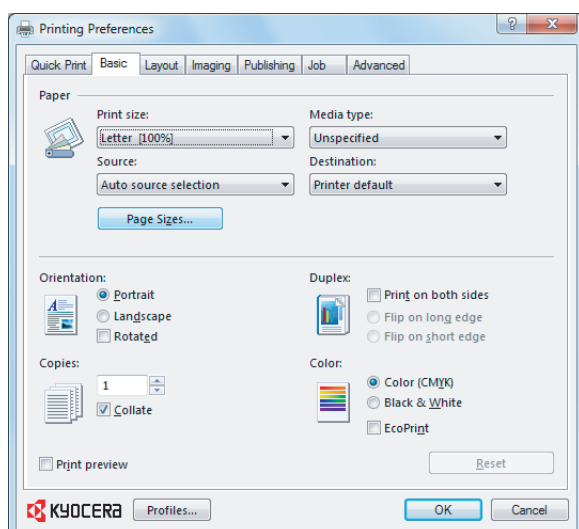 Printing Preferences
Quick Print Basic Layout Imaging Publishing Job Advanced
Paper
Print size: Media type:
Letter [100%] Unspecified
Source: Destination:
Auto source selection Printer default
Page Sizes...
Orientation: Duplex:
Portrait Print on both sides
Landscape Flip on long edge
Rotated Flip on short edge
Copies: Color:
1 Color (CMYK)
Collate Black & White
EcoPrint
Print preview Reset
KYOCERA Profiles... OK Cancel